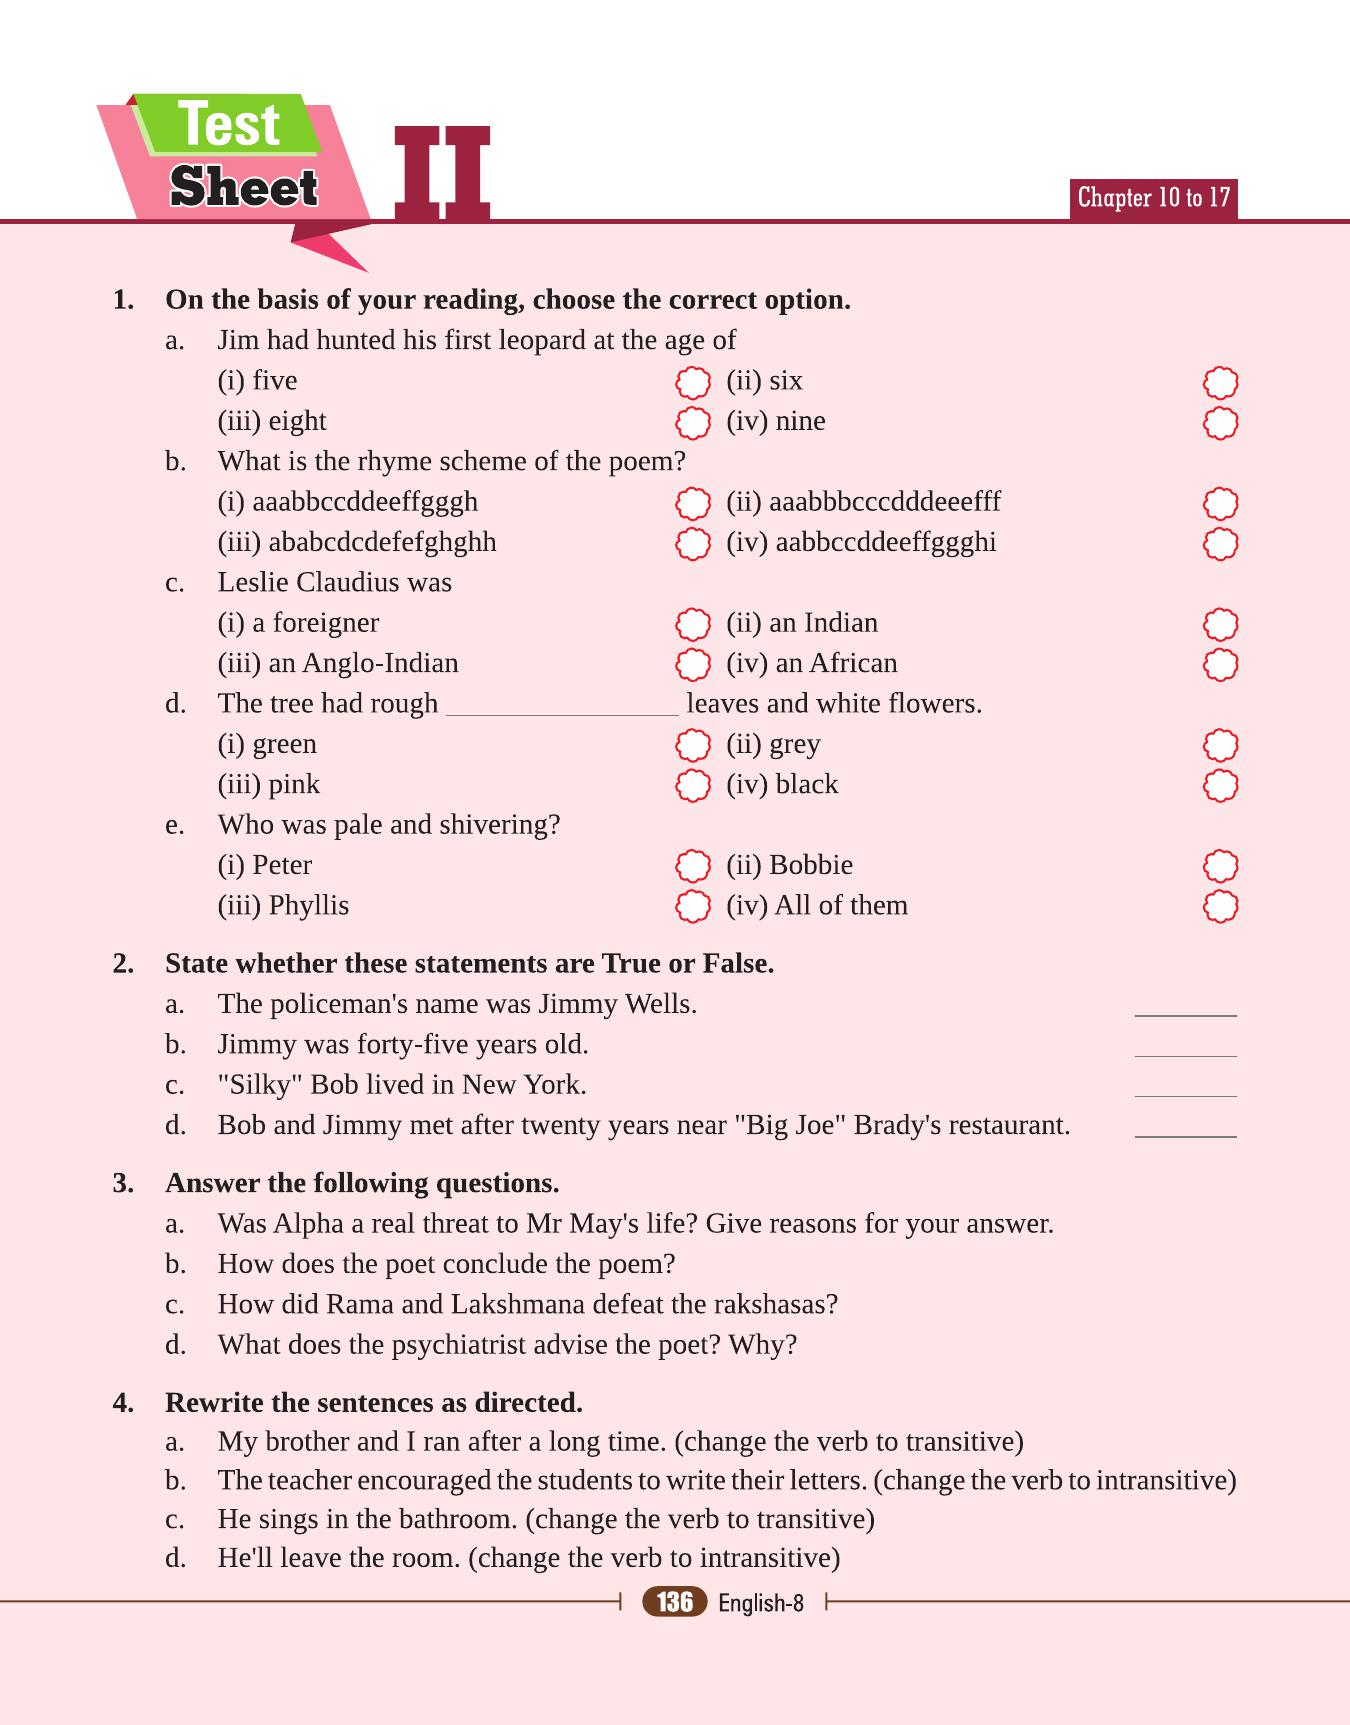 Test
Sheet
II
Chapter 10 to 17
1. On the basis of your reading, choose the correct option.
a. Jim had hunted his first leopard at the age of
(i) five (ii) six
(iii) eight (iv) nine
b. What is the rhyme scheme of the poem?
(i) aaabbccddeeffgggh (ii) aaabbbcccdddeeefff
(iii) ababcdcdefefghghh (iv) aabbccddeeffggghi
c. Leslie Claudius was
(i) a foreigner (ii) an Indian
(iii) an Anglo-Indian (iv) an African
d. The tree had rough ________________ leaves and white flowers.
(i) green (ii) grey
(iii) pink (iv) black
e. Who was pale and shivering?
(i) Peter (ii) Bobbie
(iii) Phyllis (iv) All of them
2. State whether these statements are True or False.
a. The policeman's name was Jimmy Wells. _______
b. Jimmy was forty-five years old. _______
c. "Silky" Bob lived in New York. _______
d. Bob and Jimmy met after twenty years near "Big Joe" Brady's restaurant. _______
3. Answer the following questions.
a. Was Alpha a real threat to Mr May's life? Give reasons for your answer.
b. How does the poet conclude the poem?
c. How did Rama and Lakshmana defeat the rakshasas?
d. What does the psychiatrist advise the poet? Why?
4. Rewrite the sentences as directed.
a. My brother and I ran after a long time. (change the verb to transitive)
b. The teacher encouraged the students to write their letters. (change the verb to intransitive)
c. He sings in the bathroom. (change the verb to transitive)
d. He'll leave the room. (change the verb to intransitive)
136 English-8